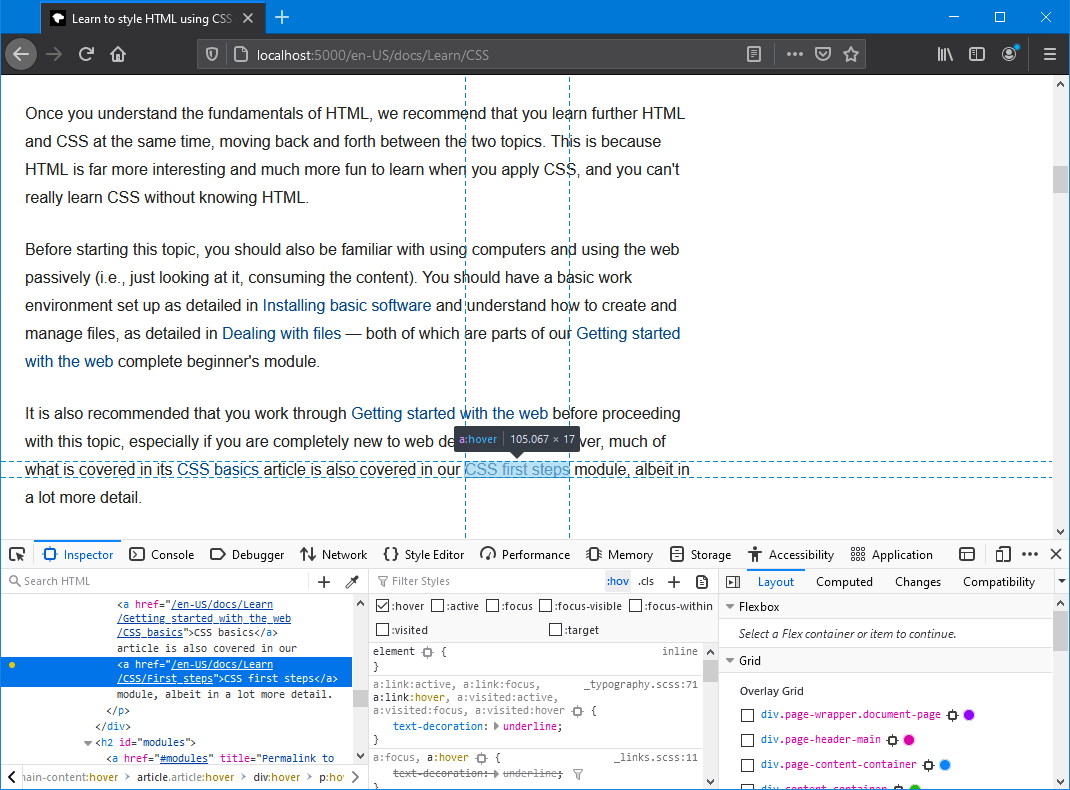 Learn to style HTML using CSS
localhost:5000/en-US/docs/Learn/CSS
Once you understand the fundamentals of HTML, we recommend that you learn further HTML
and CSS at the same time, moving back and forth between the two topics. This is because
HTML is far more interesting and much more fun to learn when you apply CSS, and you can't
really learn CSS without knowing HTML.
Before starting this topic, you should also be familiar with using computers and using the web
passively (i.e., just looking at it, consuming the content). You should have a basic work
environment set up as detailed in Installing basic software and understand how to create and
manage files, as detailed in Dealing with files — both of which are parts of our Getting started
with the web complete beginner's module.
It is also recommended that you work through Getting started with the web before proceeding
with this topic, especially if you are completely new to web de
a:hover 105.067 × 17
ver, much of
what is covered in its CSS basics article is also covered in our CSS first steps module, albeit in
a lot more detail.
Inspector Console Debugger Network Style Editor Performance Memory Storage Accessibility Application
Search HTML
<a href="/en-US/docs/Learn
/Getting_started_with_the_web
/CSS_basics">CSS basics</a>
article is also covered in our
<a href="/en-US/docs/Learn
/CSS/First_steps">CSS first steps</a>
module, albeit in a lot more detail.
</p>
</div>
<h2 id="modules">
<a href="#modules" title="Permalink to
nain-content:hover article.article:hover div:hover p:ho
Filter Styles :hov .cls
:hover :active :focus :focus-visible :focus-within
:visited :target
element { inline
}
a:link:active, a:link:focus, _typography.scss:71
a:link:hover, a:visited:active,
a:visited:focus, a:visited:hover {
text-decoration: underline;
}
a:focus, a:hover { _links.scss:11
text-decoration: underline;
}
Layout Computed Changes Compatibility
Flexbox
Select a Flex container or item to continue.
Grid
Overlay Grid
div.page-wrapper.document-page
div.page-header-main
div.page-content-container
div.content-container